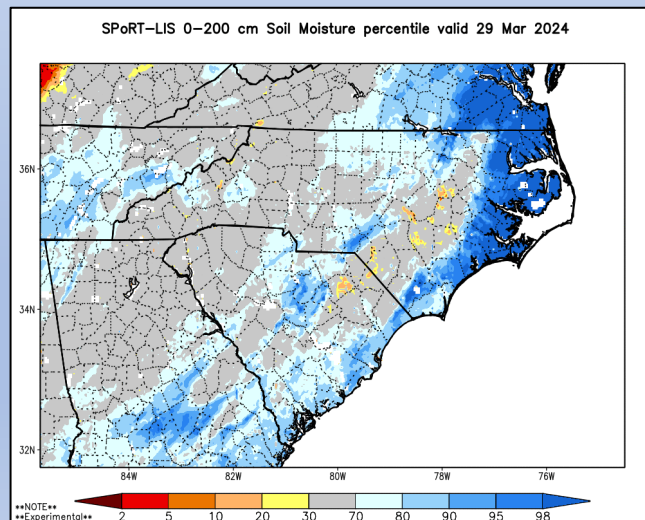 SPoRT-LIS 0-200 cm Soil Moisture percentile valid 29 Mar 2024
36N
34N
32N
84W 82W 80W 78W 76W
**NOTE**
**Experimental** 2 5 10 20 30 70 80 90 95 98